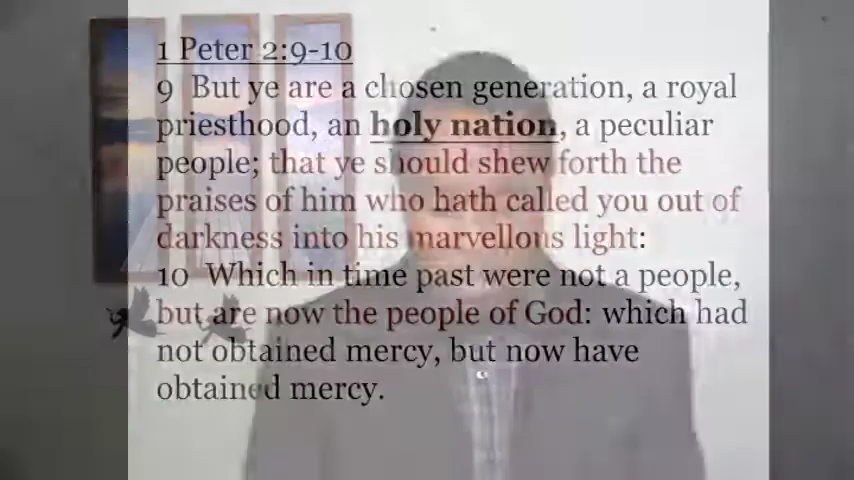 1 Peter 2:9-10
9 But ye are a chosen generation, a royal
priesthood, an holy nation, a peculiar
people; that ye should shew forth the
praises of him who hath called you out of
darkness into his marvellons light:
10 Which in time past were not a people,
but are now the people of God: which had
not obtained mercy, but now have
obtained mercy.